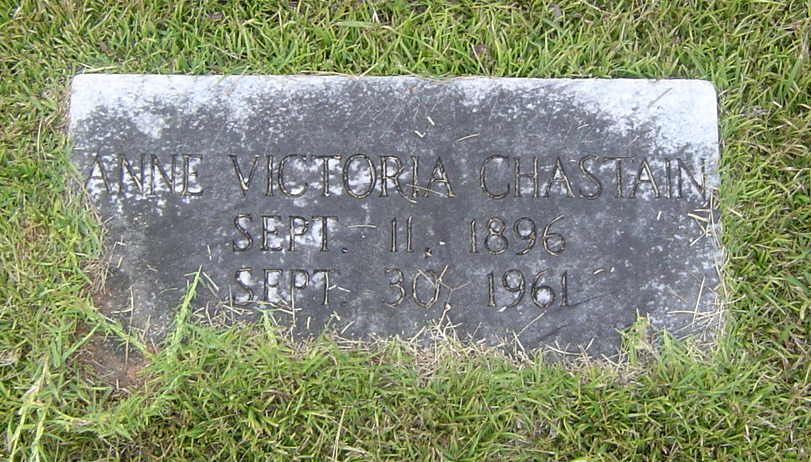 ANNE VICTORIA CHASTAIN
SEPT. 11, 1896
SEPT. 30, 1961